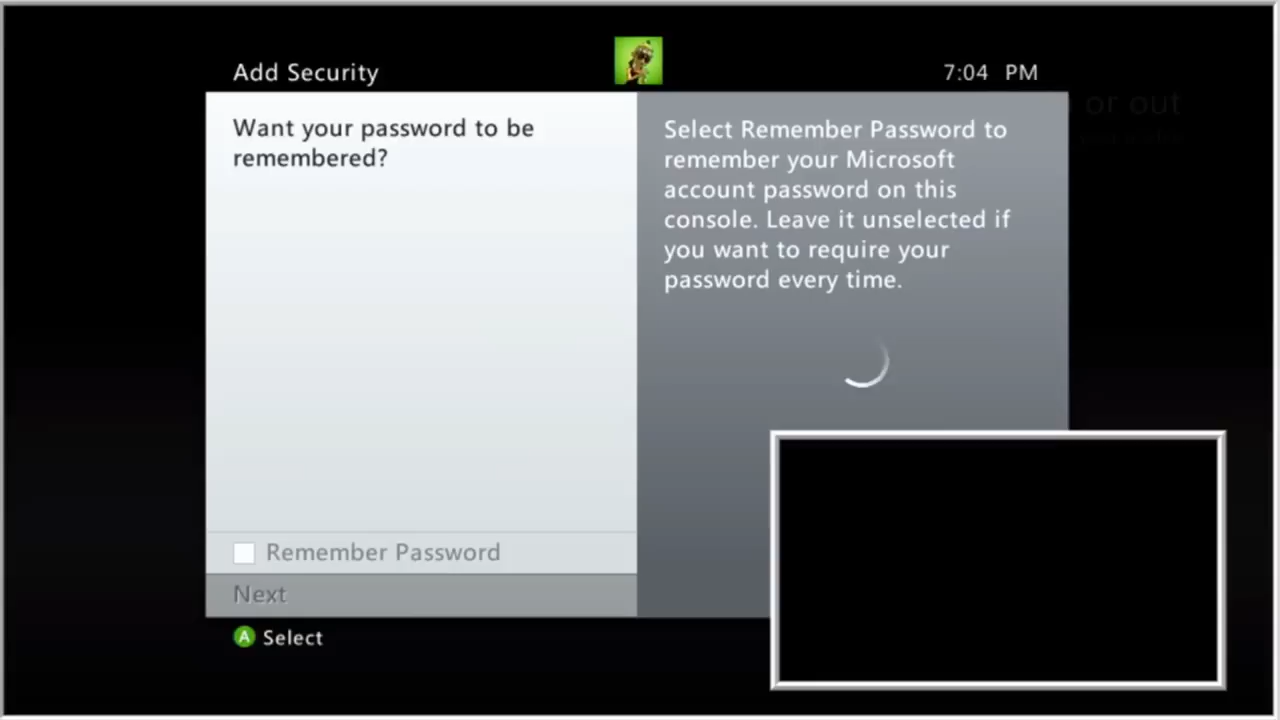 Add Security
7:04 PM
or out
Want your password to be
remembered?
Select Remember Password to
remember your Microsoft
account password on this
console. Leave it unselected if
you want to require your
password every time.
Remember Password
Next
A Select